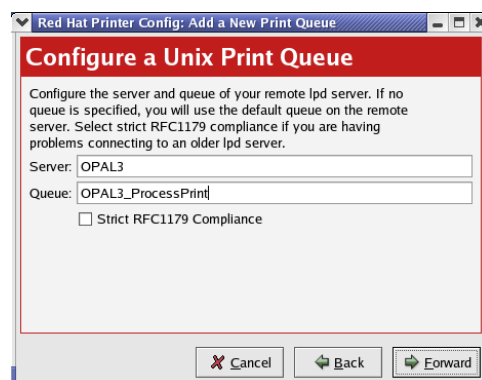 Red Hat Printer Config: Add a New Print Queue
Configure a Unix Print Queue
Configure the server and queue of your remote lpd server. If no
queue is specified, you will use the default queue on the remote
server. Select strict RFC1179 compliance if you are having
problems connecting to an older lpd server.
Server: OPAL3
Queue: OPAL3_ProcessPrint
Strict RFC1179 Compliance
Cancel Back Forward